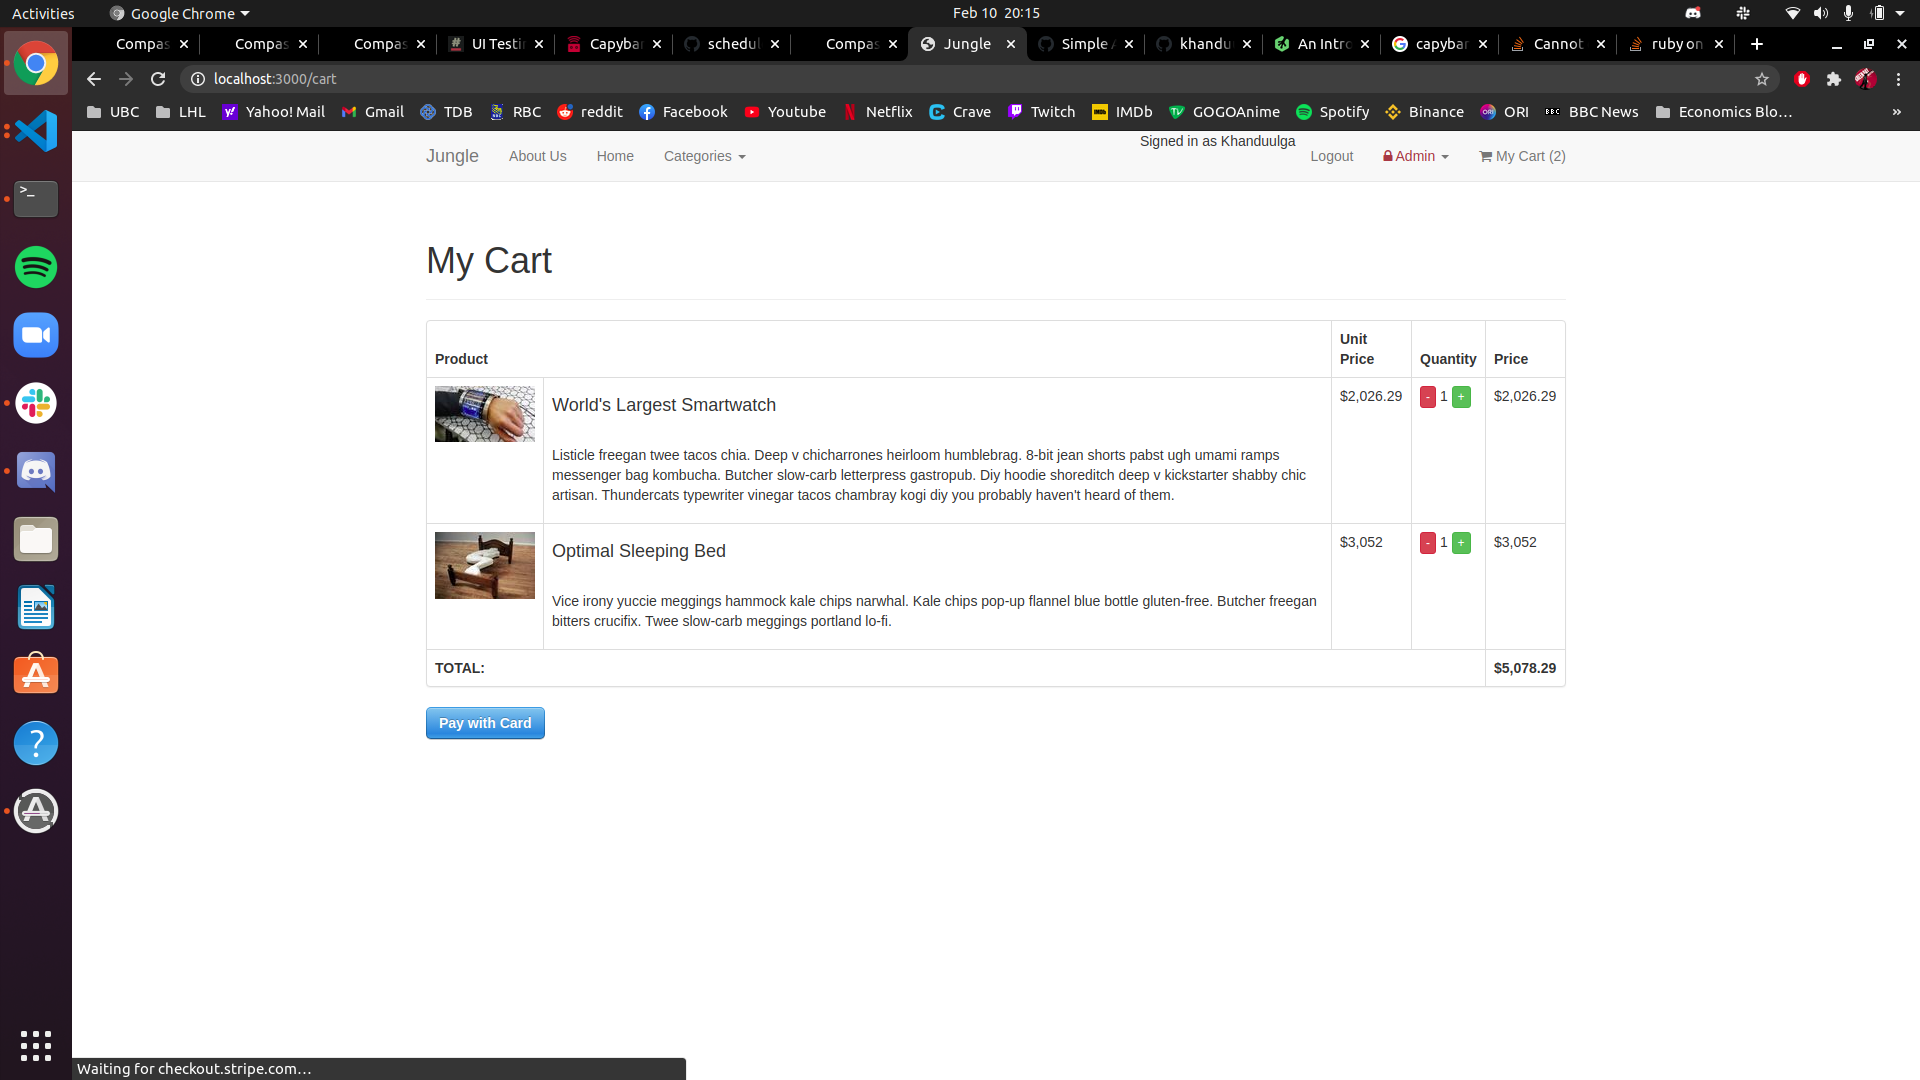 Activities
Google Chrome
Feb 10 20:15
Compas
Compas
Compas
UI Testi
Capybar
schedul
Compas
Jungle
Simple
khandu
An Intro
capybar
Cannot
ruby on
localhost:3000/cart
UBC
LHL
Yahoo! Mail
Gmail
TDB
RBC
reddit
Facebook
Youtube
Netflix
Crave
Twitch
IMDb
GOGOAnime
Spotify
Binance
ORI
BBC News
Economics Blo...
»
Jungle
About Us
Home
Categories
Signed in as Khanduulga
Logout
Admin
My Cart (2)
My Cart
Product
Unit
Price
Quantity
Price
World's Largest Smartwatch
$2,026.29
- 1 +
$2,026.29
Listicle freegan twee tacos chia. Deep v chicharrones heirloom humblebrag. 8-bit jean shorts pabst ugh umami ramps
messenger bag kombucha. Butcher slow-carb letterpress gastropub. Diy hoodie shoreditch deep v kickstarter shabby chic
artisan. Thundercats typewriter vinegar tacos chambray kogi diy you probably haven't heard of them.
Optimal Sleeping Bed
$3,052
- 1 +
$3,052
Vice irony yuccie meggings hammock kale chips narwhal. Kale chips pop-up flannel blue bottle gluten-free. Butcher freegan
bitters crucifix. Twee slow-carb meggings portland lo-fi.
TOTAL:
$5,078.29
Pay with Card
Waiting for checkout.stripe.com...